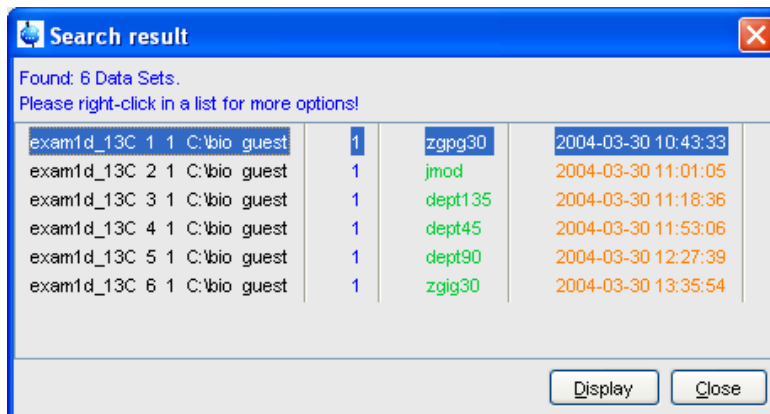 Search result
Found: 6 Data Sets.
Please right-click in a list for more options!
exam1d_13C 1 1 C:\bio guest 1 zgpg30 2004-03-30 10:43:33
exam1d_13C 2 1 C:\bio guest 1 jmod 2004-03-30 11:01:05
exam1d_13C 3 1 C:\bio guest 1 dept135 2004-03-30 11:18:36
exam1d_13C 4 1 C:\bio guest 1 dept45 2004-03-30 11:53:06
exam1d_13C 5 1 C:\bio guest 1 dept90 2004-03-30 12:27:39
exam1d_13C 6 1 C:\bio guest 1 zgig30 2004-03-30 13:35:54
Display Close